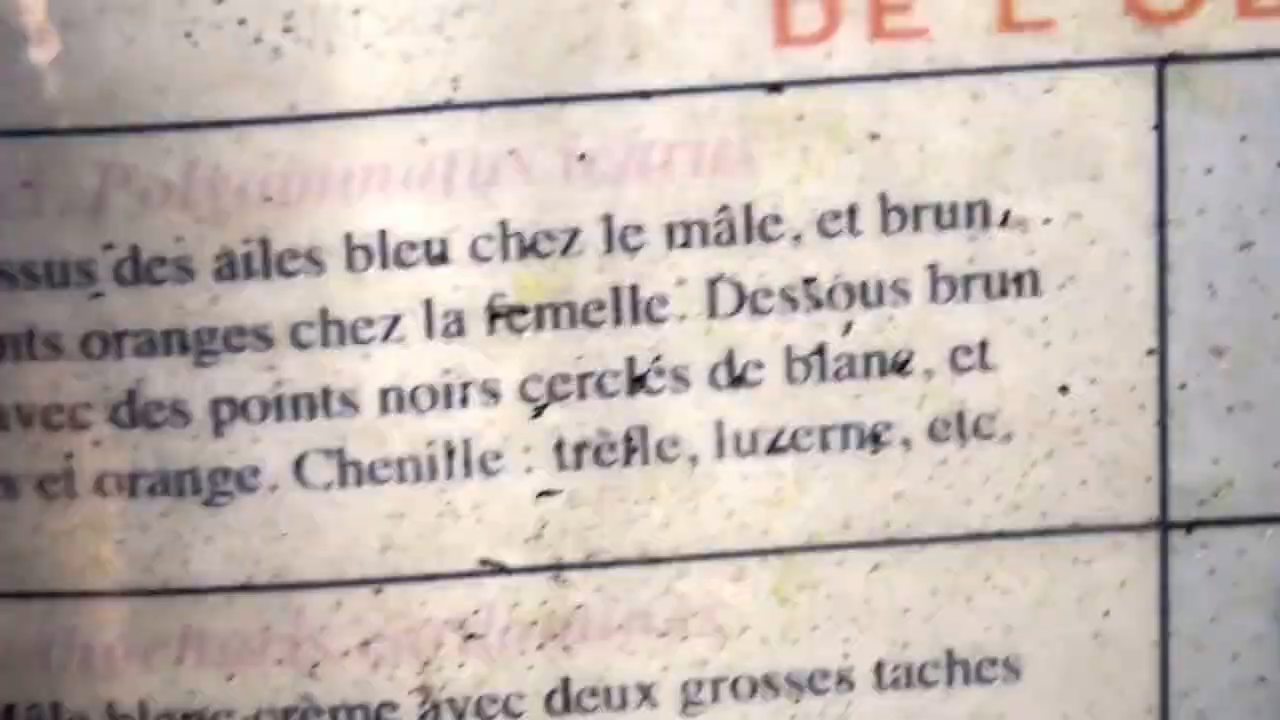 DE L'
Polyommatus icarus
ssus des ailes bleu chez le mâle, et brun,
nts oranges chez la femelle. Dessous brun
avec des points noirs cerclés de blanc, et
et orange. Chenille : trèfle, luzerne, etc.
blanc crème avec deux grosses taches